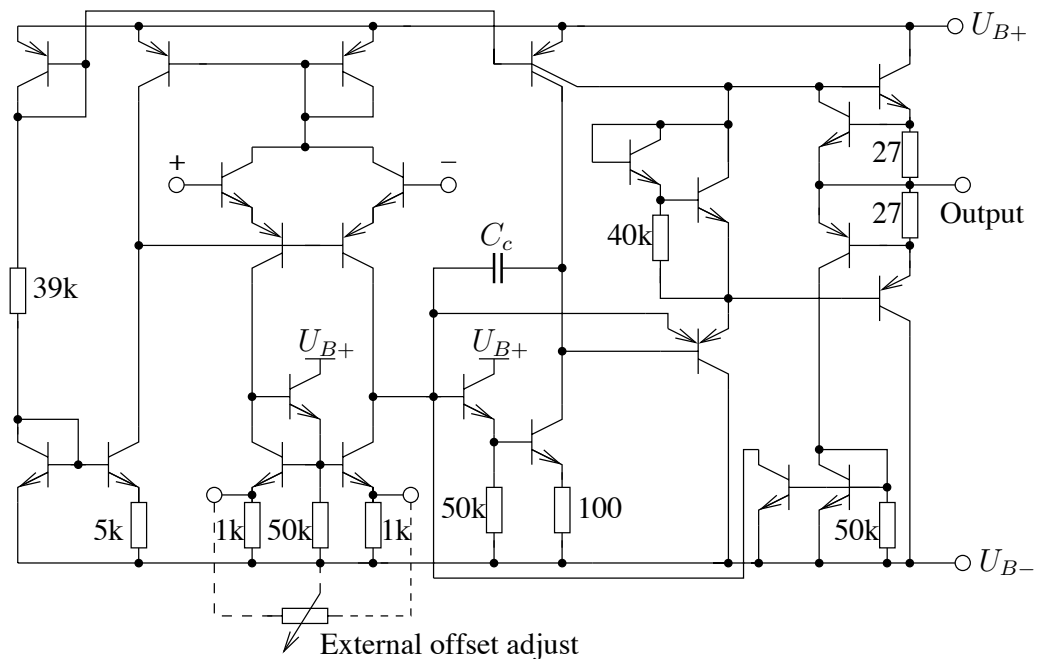 U_{B+}
+
−
27
27
Output
40k
C_c
39k
U_{B+}
U_{B+}
5k
1k
50k
1k
50k
100
50k
U_{B−}
External offset adjust